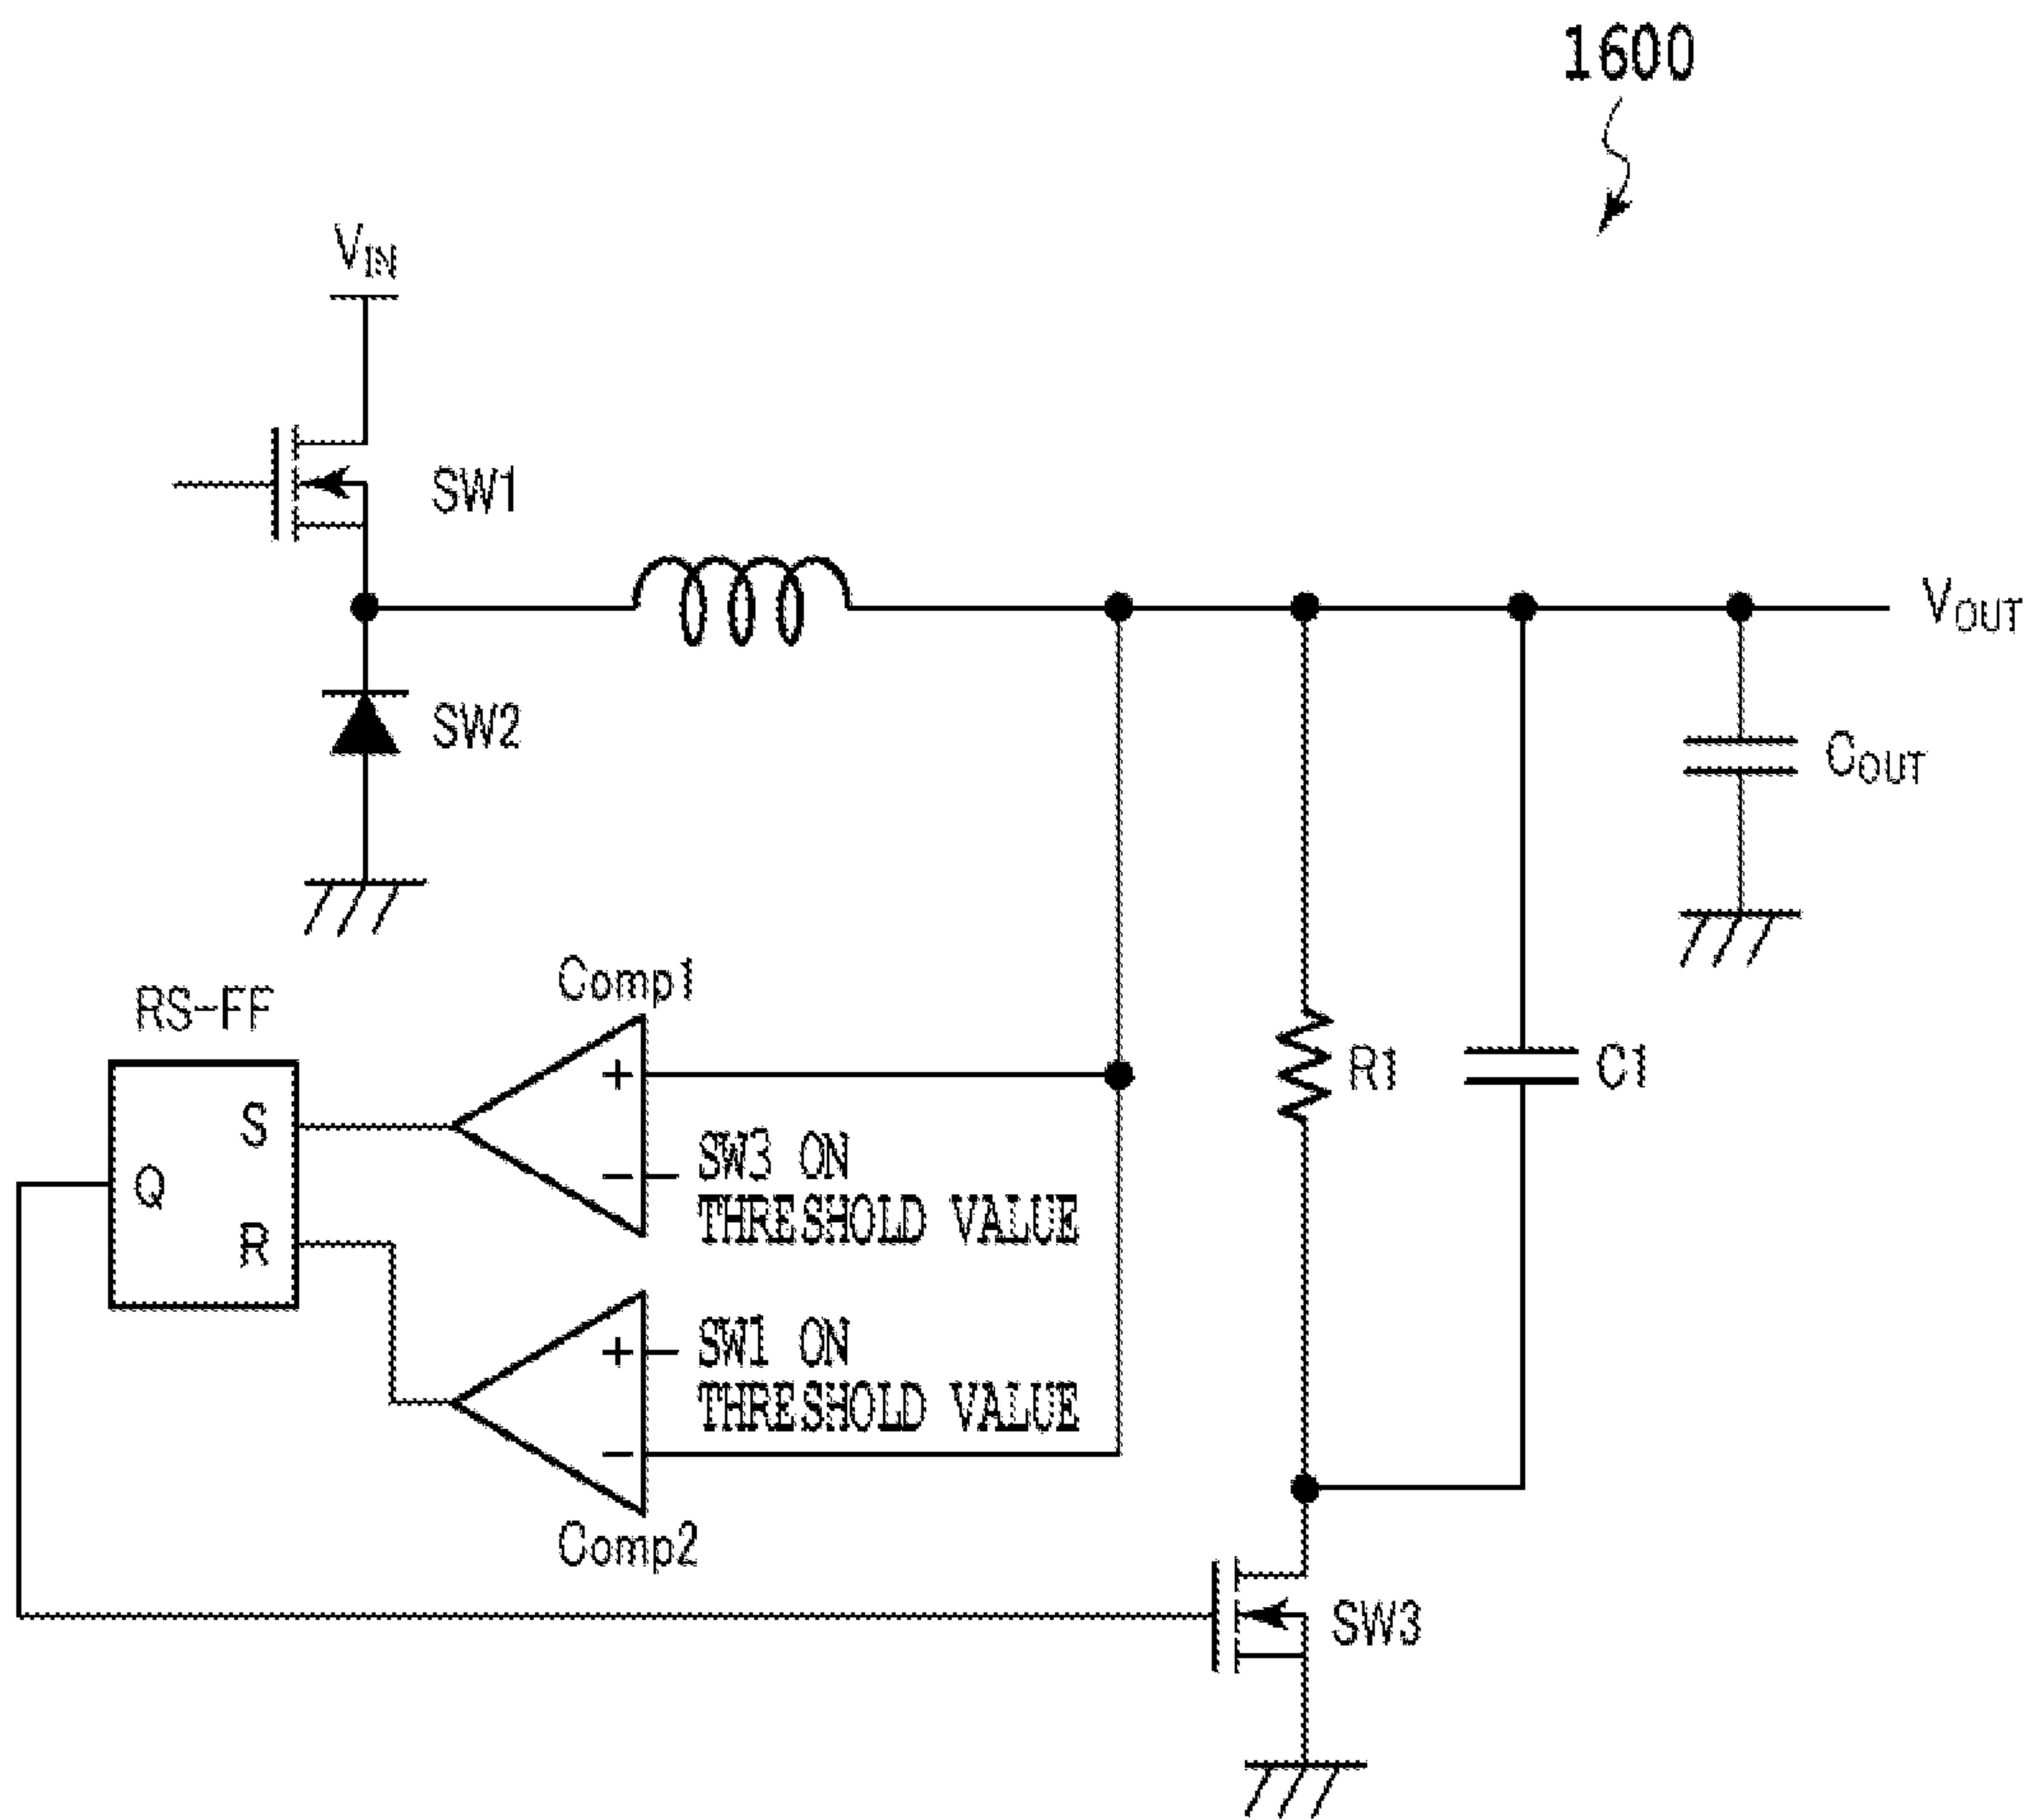 1600
VIN
SW1
VOUT
SW2
COUT
Comp1
RS-FF
+
R1
C1
S
SW3 ON
THRESHOLD VALUE
−
Q
R
+
SW1 ON
THRESHOLD VALUE
−
Comp2
SW3